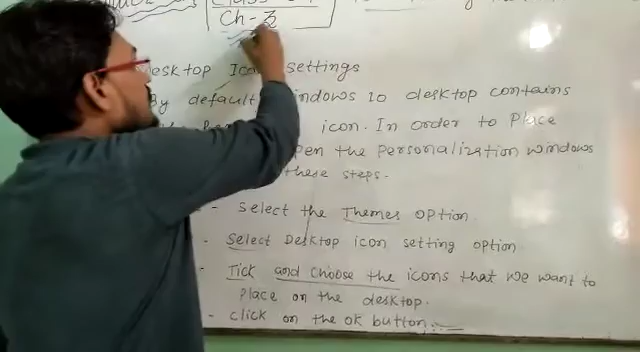 Ch-3
Desktop Icon settings
By default Windows 10 desktop contains
icon. In order to Place
the Personalization windows
these steps.
- Select the Themes option.
- Select Desktop icon setting option
- Tick and choose the icons that we want to
Place on the desktop.
- click on the ok button.